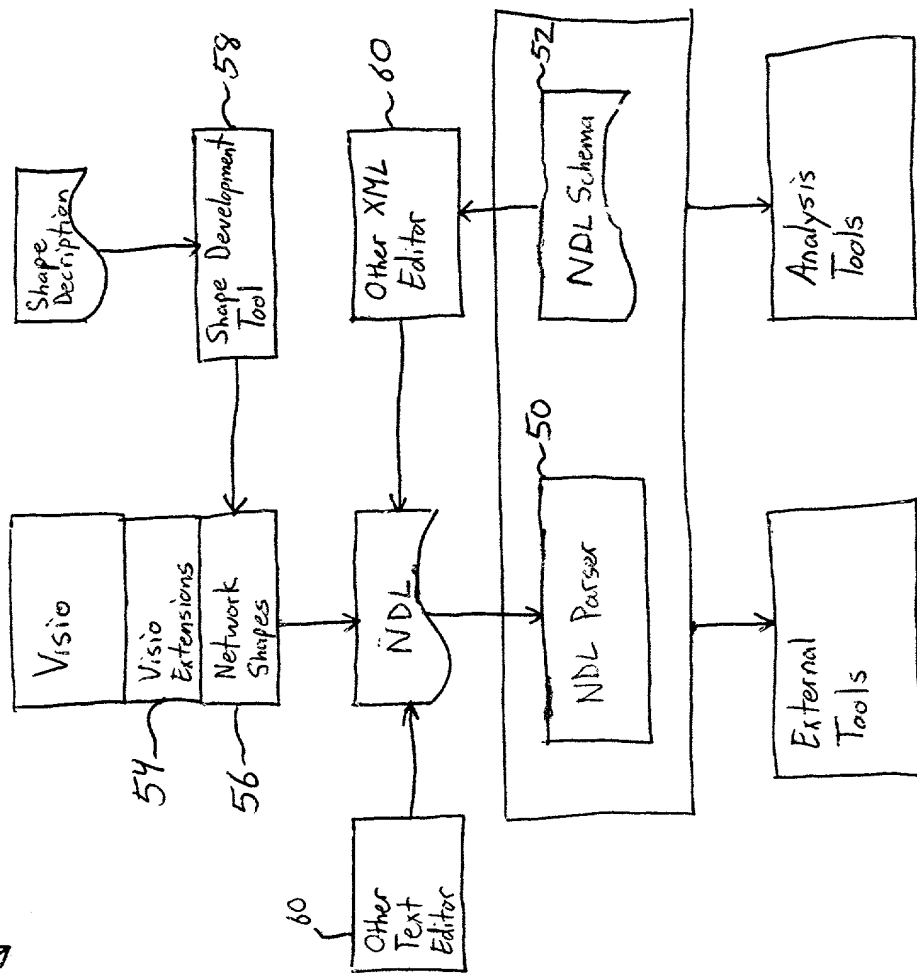 Visio
Visio
Extensions
Network
Shapes
54
56
Shape
Decription
58
Shape Development
Tool
60
Other
Text
Editor
NDL
60
Other XML
Editor
50
NDL Parser
52
NDL Schema
External
Tools
Analysis
Tools